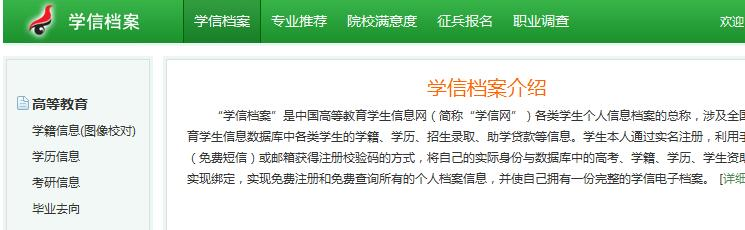 学信档案 学信档案 专业推荐 院校满意度 征兵报名 职业调查 欢迎
高等教育
学籍信息(图像校对)
学历信息
考研信息
毕业去向
学信档案介绍
“学信档案”是中国高等教育学生信息网（简称“学信网”）各类学生个人信息档案的总称，涉及全国
育学生信息数据库中各类学生的学籍、学历、招生录取、助学贷款等信息。学生本人通过实名注册，利用手
（免费短信）或邮箱获得注册校验码的方式，将自己的实际身份与数据库中的高考、学籍、学历、学生资助
实现绑定，实现免费注册和免费查询所有的个人档案信息，并使自己拥有一份完整的学信电子档案。 [详细